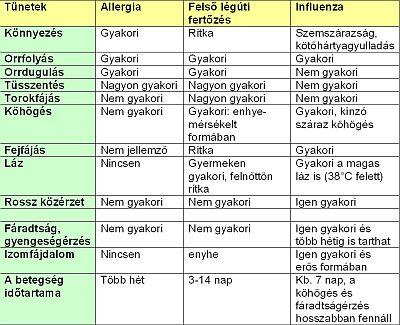 Tünetek Allergia Felső légúti Influenza
fertőzés
Könnyezés Gyakori Ritka Szemszárazság,
kötőhártyagyulladás
Orrfolyás Gyakori Gyakori Gyakori
Orrdugulás Gyakori Gyakori Nem gyakori
Tüsszentés Nagyon gyakori Nagyon gyakori Nem gyakori
Torokfájás Nem gyakori Nagyon gyakori Nem gyakori
Köhögés Nem gyakori Gyakori: enyhe- Gyakori, kínzó
mérsékelt száraz köhögés
formában
Fejfájás Nem jellemző Ritka Gyakori
Láz Nincsen Gyermeken Gyakori a magas
gyakori, felnőttön láz is (38°C felett)
ritka
Rossz közérzet Nem gyakori Nem gyakori Igen gyakori
Fáradtság, Nem gyakori Nem gyakori Igen gyakori és
gyengeségérzés több hétig is tarthat
Izomfájdalom Nincsen enyhe Igen gyakori és
erős formában
A betegség Több hét 3-14 nap Kb. 7 nap, a
időtartama köhögés és
fáradtságérzés
hosszabban fennáll